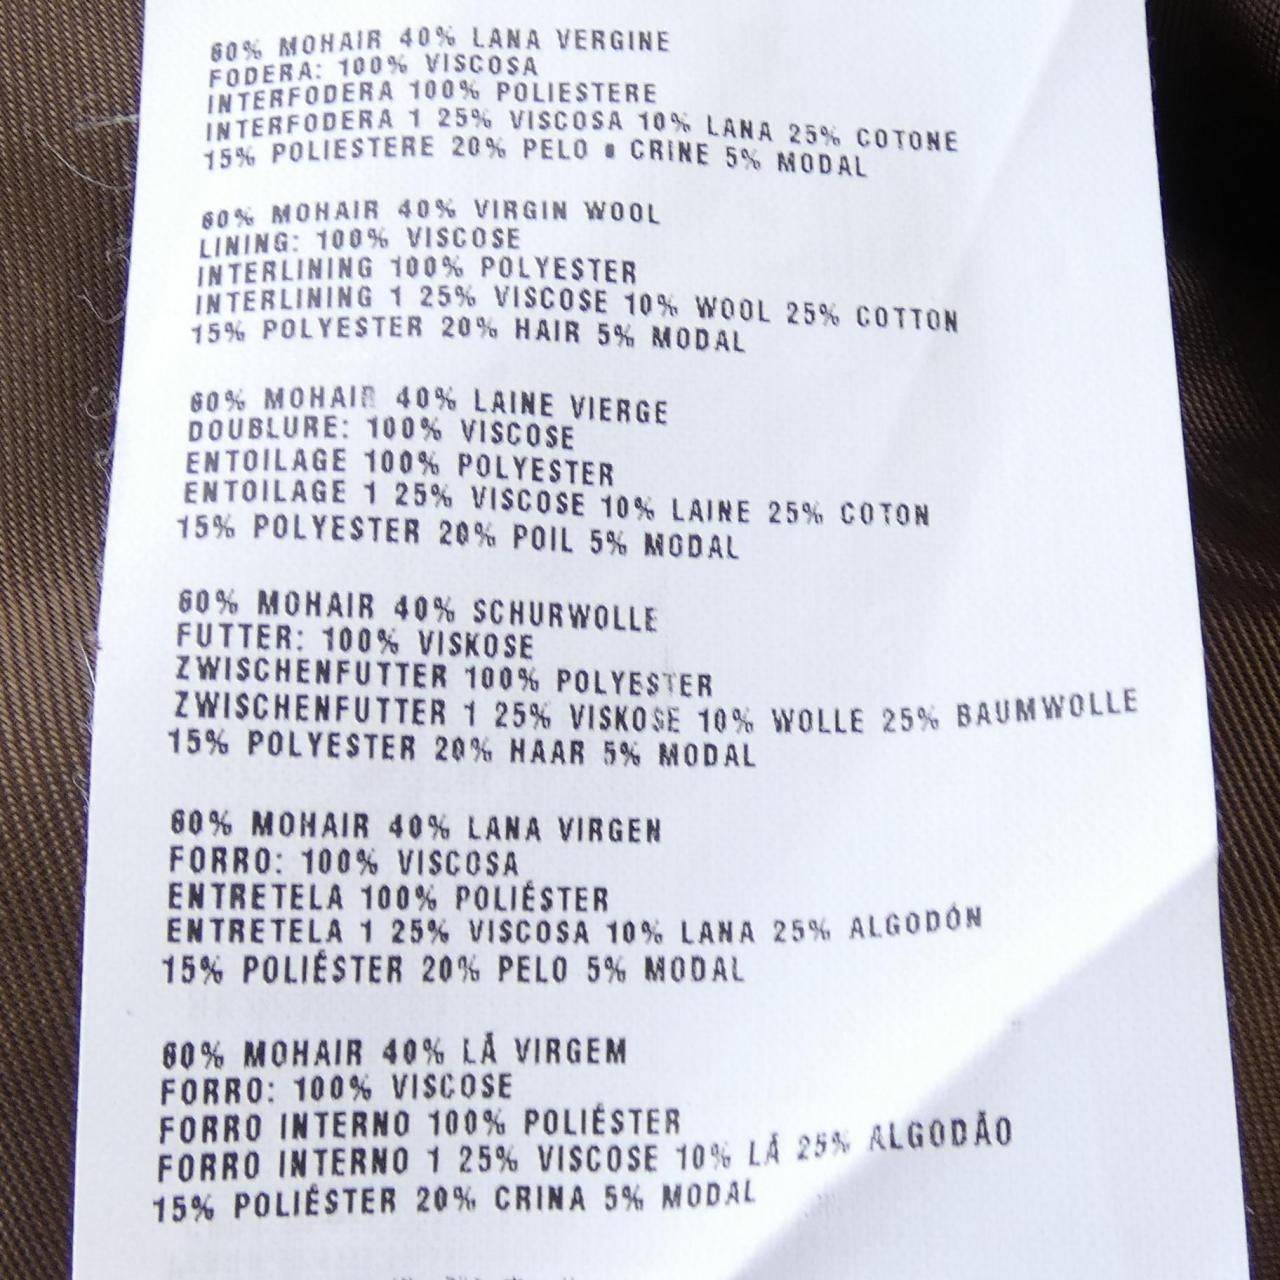 60% MOHAIR 40% LANA VERGINE
FODERA: 100% VISCOSA
INTERFODERA 100% POLIESTERE
INTERFODERA 1 25% VISCOSA 10% LANA 25% COTONE
15% POLIESTERE 20% PELO CRINE 5% MODAL
60% MOHAIR 40% VIRGIN WOOL
LINING: 100% VISCOSE
INTERLINING 100% POLYESTER
INTERLINING 1 25% VISCOSE 10% WOOL 25% COTTON
15% POLYESTER 20% HAIR 5% MODAL
60% MOHAIR 40% LAINE VIERGE
DOUBLURE: 100% VISCOSE
ENTOILAGE 100% POLYESTER
ENTOILAGE 1 25% VISCOSE 10% LAINE 25% COTON
15% POLYESTER 20% POIL 5% MODAL
60% MOHAIR 40% SCHURWOLLE
FUTTER: 100% VISKOSE
ZWISCHENFUTTER 100% POLYESTER
ZWISCHENFUTTER 1 25% VISKOSE 10% WOLLE 25% BAUMWOLLE
15% POLYESTER 20% HAAR 5% MODAL
60% MOHAIR 40% LANA VIRGEN
FORRO: 100% VISCOSA
ENTRETELA 100% POLIÉSTER
ENTRETELA 1 25% VISCOSA 10% LANA 25% ALGODÓN
15% POLIÉSTER 20% PELO 5% MODAL
60% MOHAIR 40% LÃ VIRGEM
FORRO: 100% VISCOSE
FORRO INTERNO 100% POLIÉSTER
FORRO INTERNO 1 25% VISCOSE 10% LÃ 25% ALGODÃO
15% POLIÉSTER 20% CRINA 5% MODAL